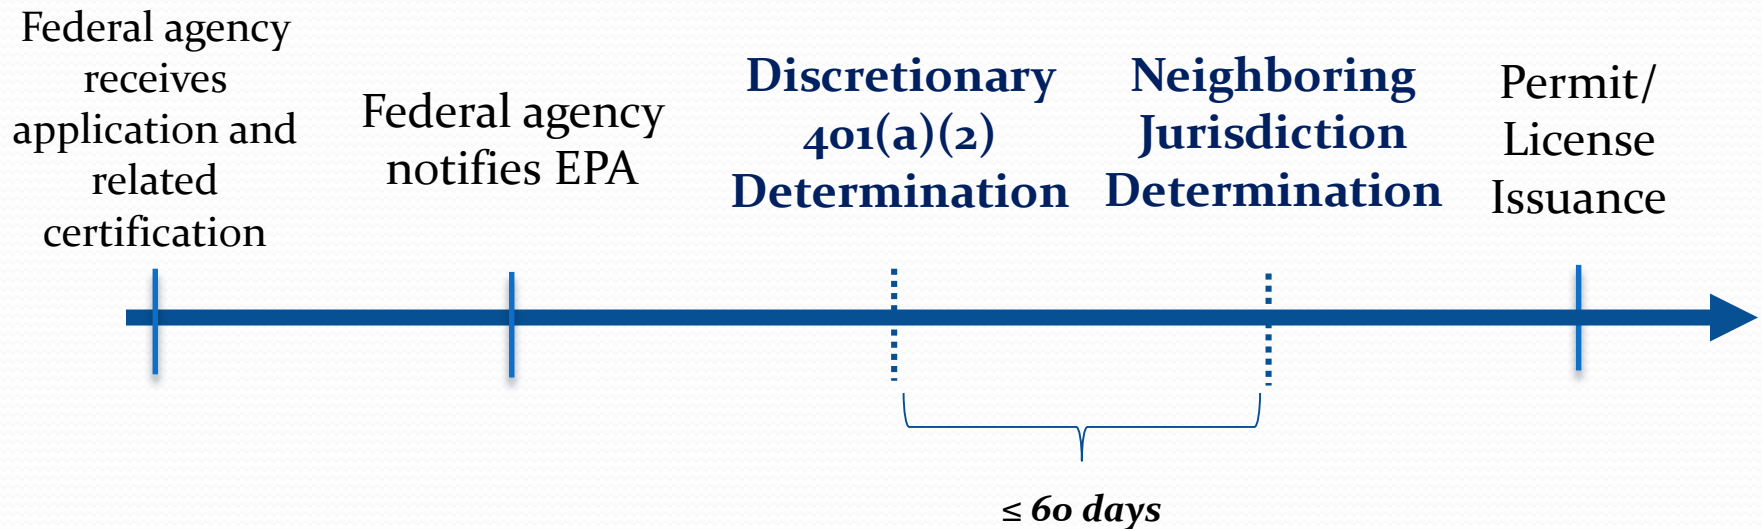 Federal agency
receives
application and
related
certification
Federal agency
notifies EPA
Discretionary
401(a)(2)
Determination
Neighboring
Jurisdiction
Determination
Permit/
License
Issuance
≤ 60 days